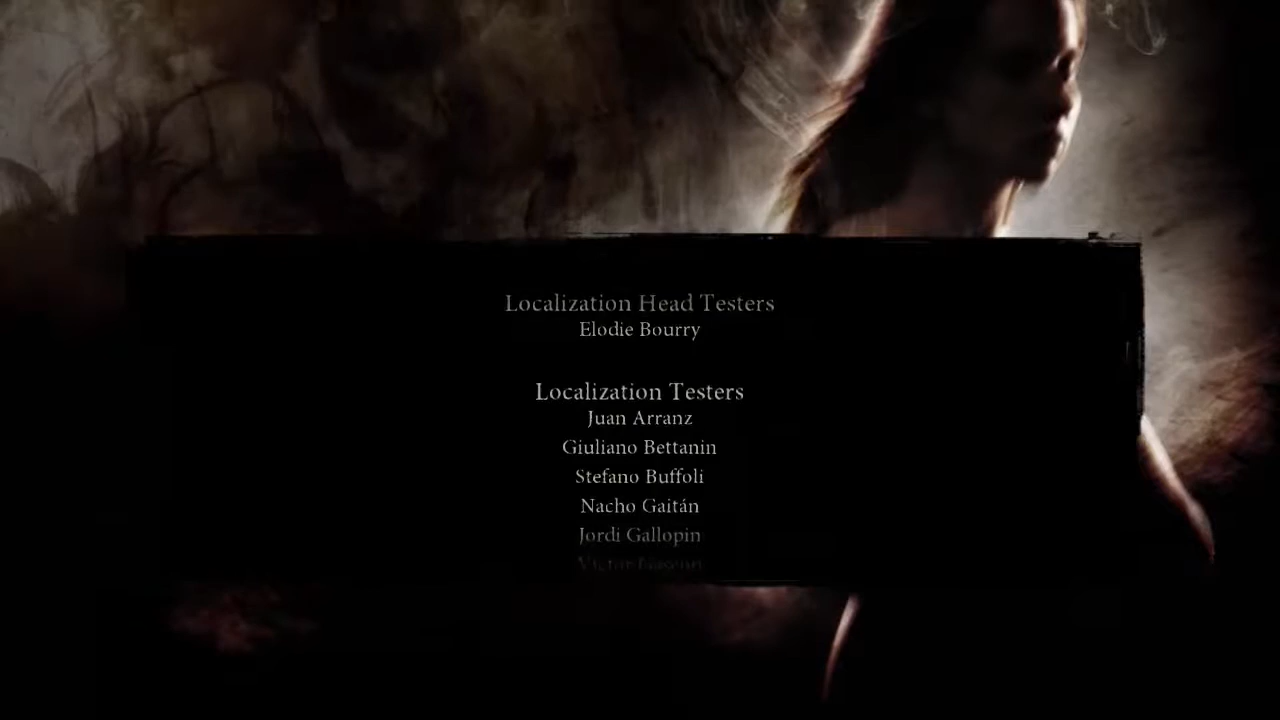 Localization Head Testers
Elodie Bourry
Localization Testers
Juan Arranz
Giuliano Bettanin
Stefano Buffoli
Nacho Gaitán
Jordi Gallopin